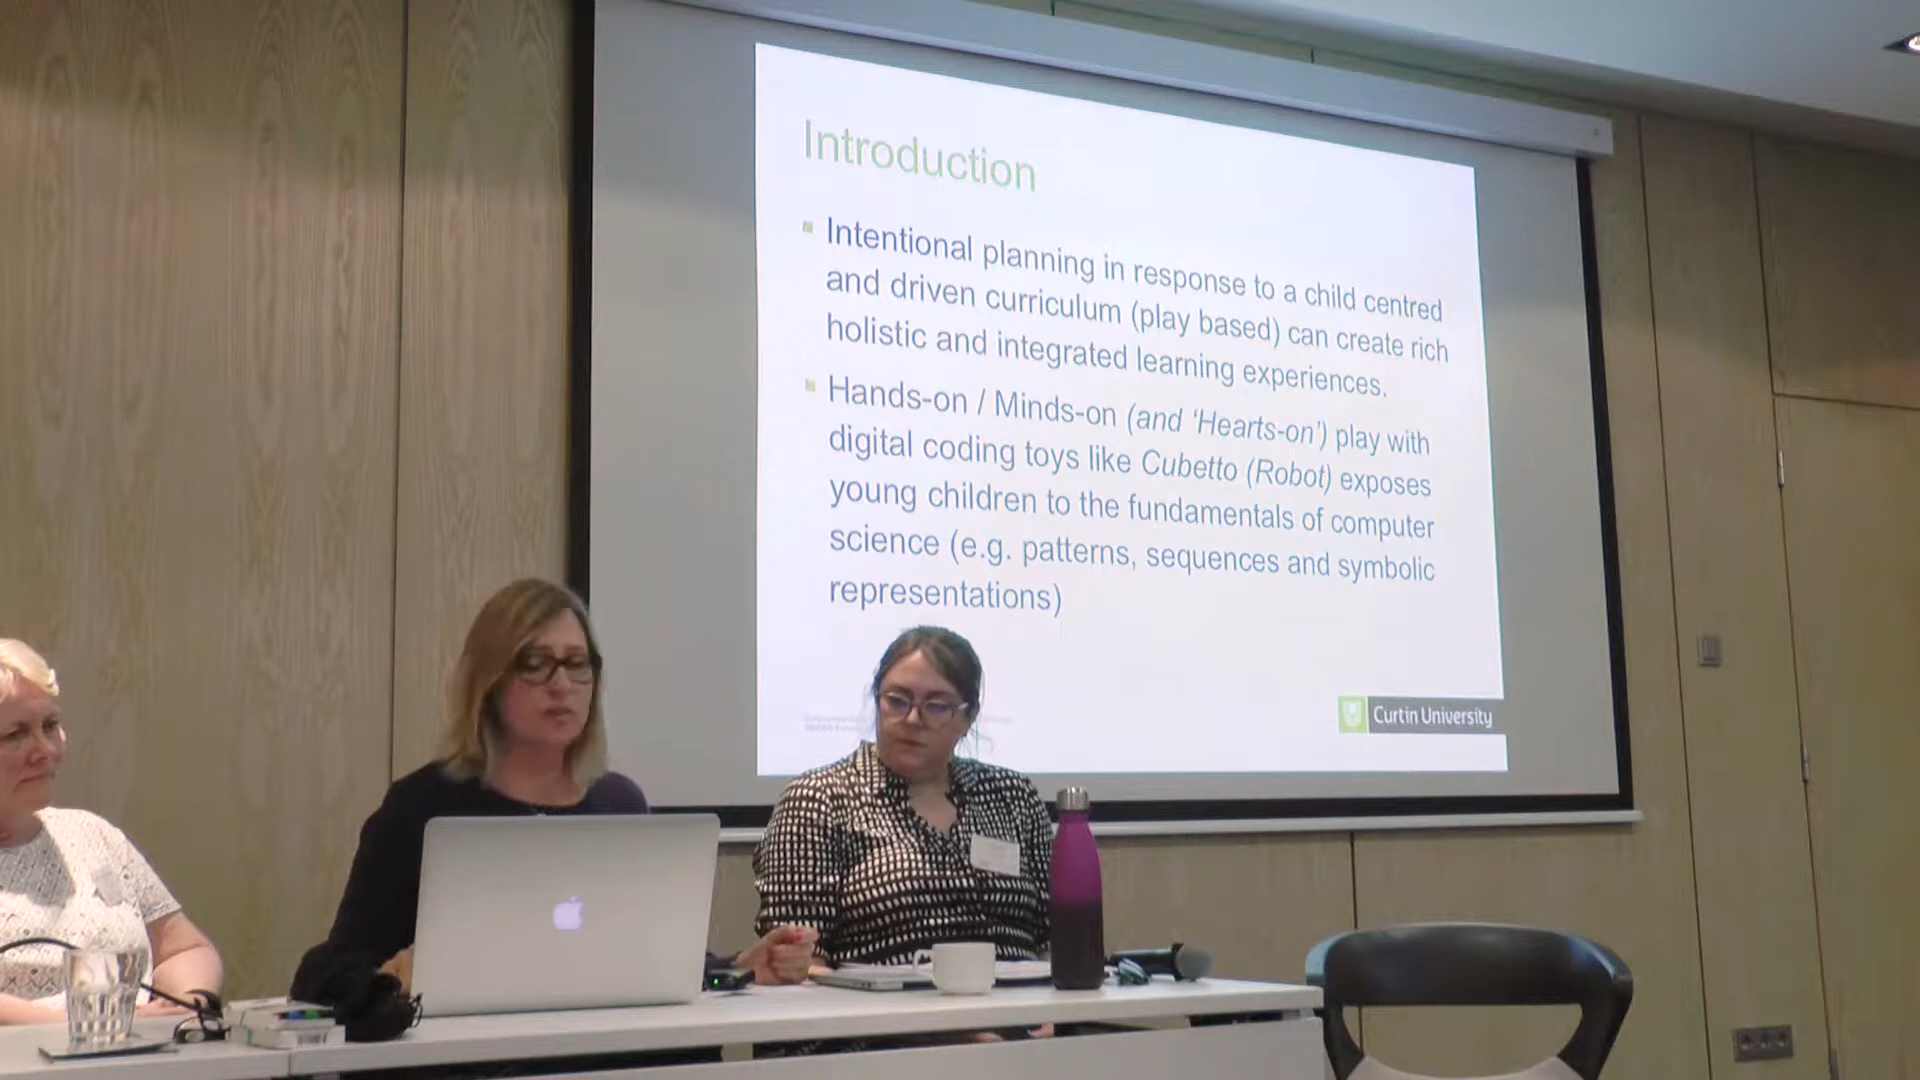 Introduction
Intentional planning in response to a child centred
and driven curriculum (play based) can create rich
holistic and integrated learning experiences.
Hands-on / Minds-on (and ‘Hearts-on’) play with
digital coding toys like Cubetto (Robot) exposes
young children to the fundamentals of computer
science (e.g. patterns, sequences and symbolic
representations)
Curtin University